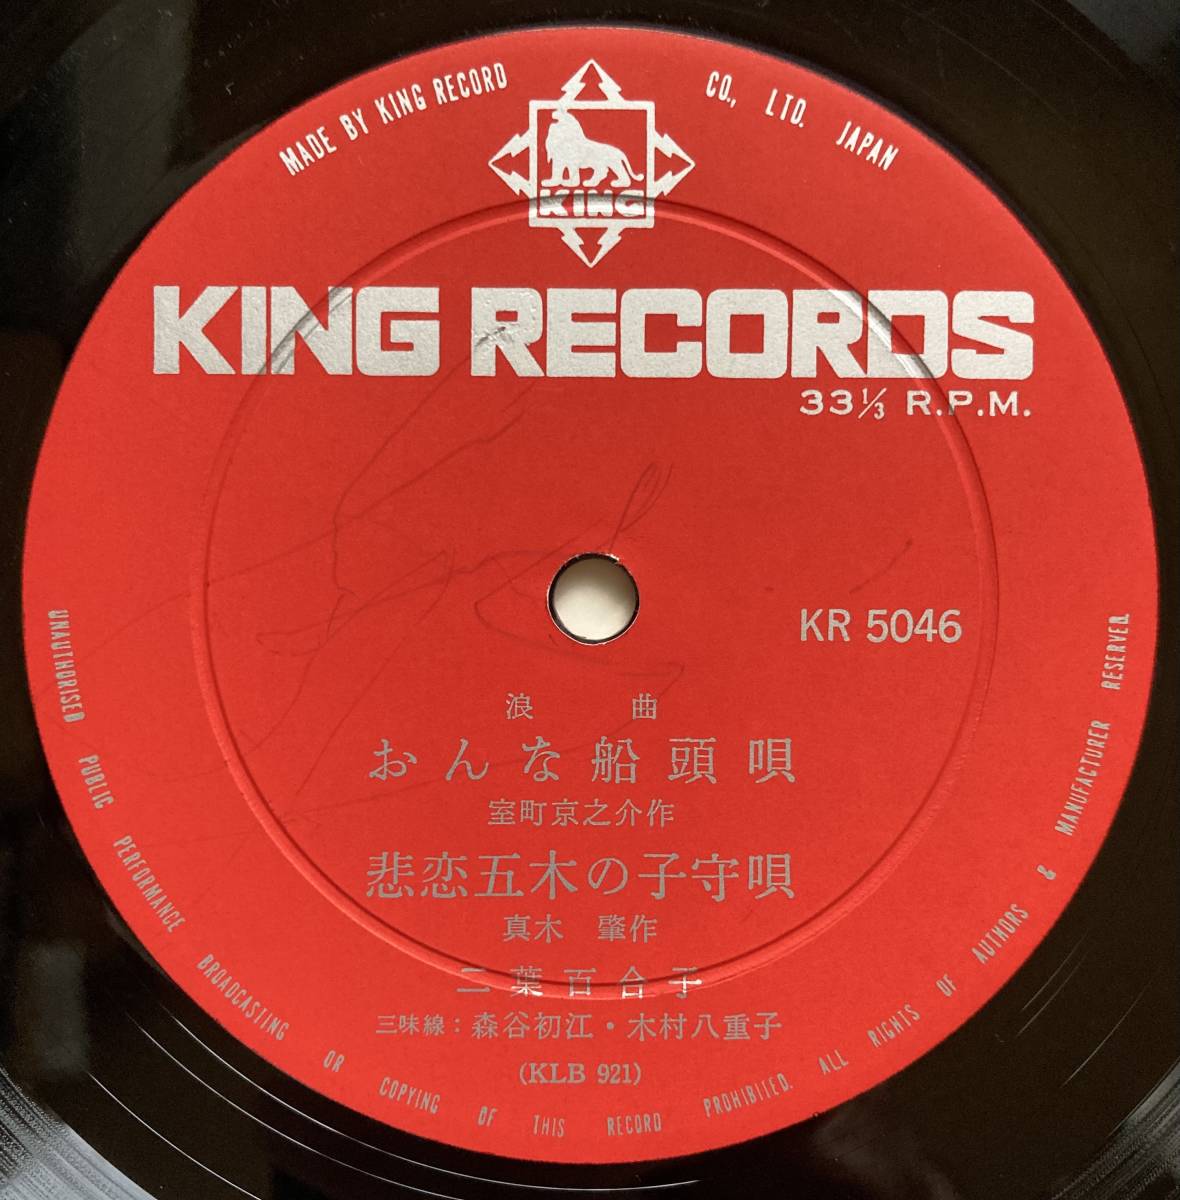 MADE BY KING RECORD CO., LTD. JAPAN
KING
KING RECORDS
33⅓ R.P.M.
KR 5046
浪曲
おんな船頭唄
室町京之介作
悲恋五木の子守唄
真木 肇作
二葉百合子
三味線：森谷初江・木村八重子
(KLB 921)
UNAUTHORISED PUBLIC PERFORMANCE BROADCASTING OR COPYING OF THIS RECORD PROHIBITED. ALL RIGHTS OF AUTHORS & MANUFACTURER RESERVED.